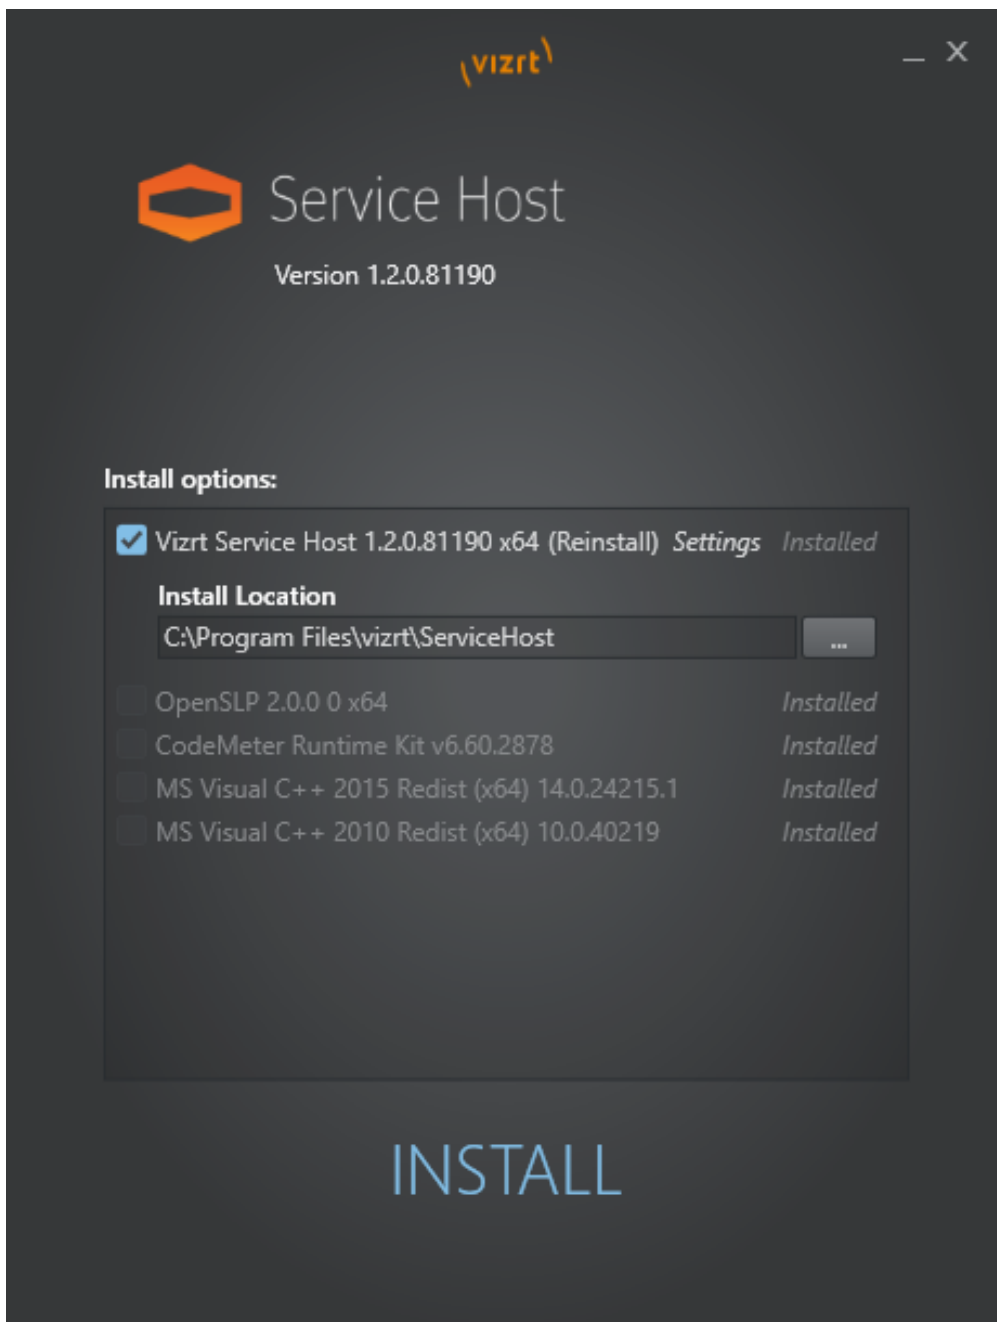 vizrt
_ X
Service Host
Version 1.2.0.81190
Install options:
Vizrt Service Host 1.2.0.81190 x64 (Reinstall) Settings Installed
Install Location
C:\Program Files\vizrt\ServiceHost ...
OpenSLP 2.0.0 0 x64 Installed
CodeMeter Runtime Kit v6.60.2878 Installed
MS Visual C++ 2015 Redist (x64) 14.0.24215.1 Installed
MS Visual C++ 2010 Redist (x64) 10.0.40219 Installed
INSTALL